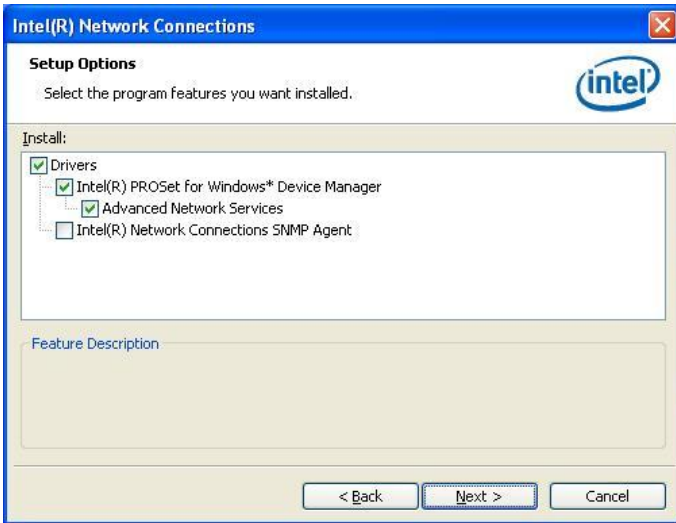 Intel(R) Network Connections
Setup Options
Select the program features you want installed.
intel
Install:
Drivers
Intel(R) PROSet for Windows* Device Manager
Advanced Network Services
Intel(R) Network Connections SNMP Agent
Feature Description
< Back
Next >
Cancel